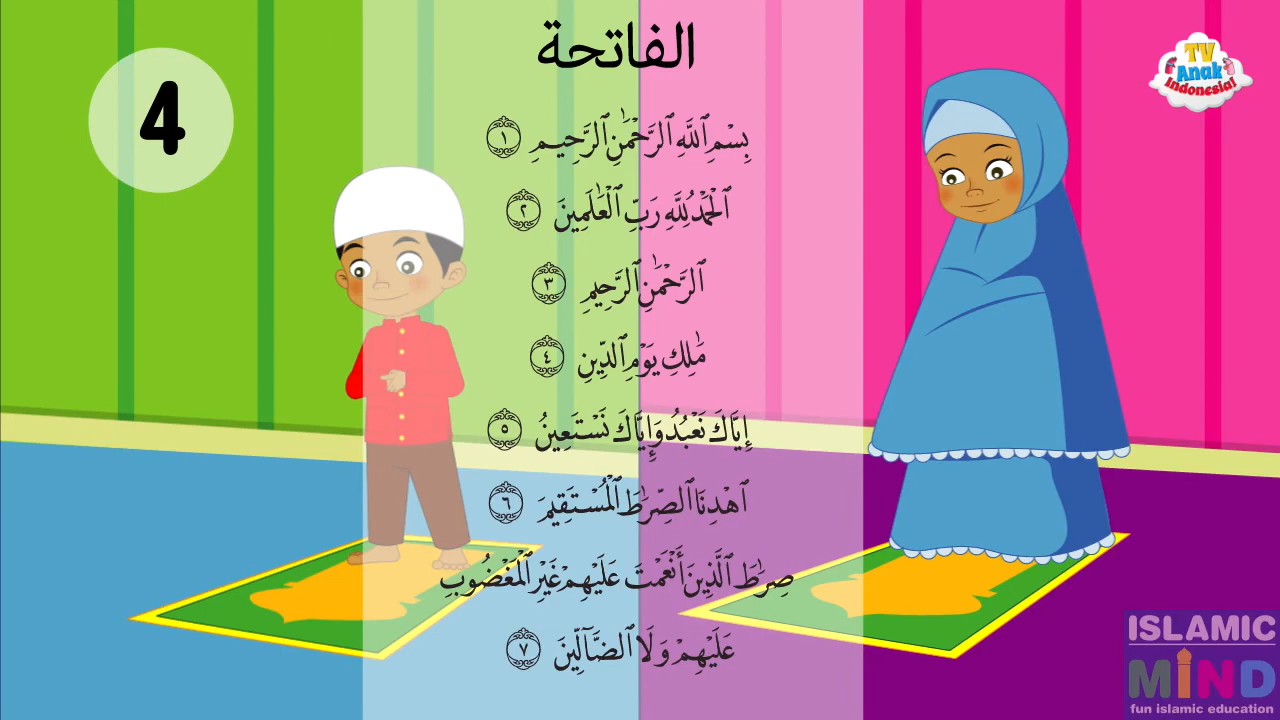 4
الفاتحة
TV
Anak
Indonesia!
بِسْمِ ٱللَّهِ ٱلرَّحْمَٰنِ ٱلرَّحِيمِ ١
ٱلْحَمْدُ لِلَّهِ رَبِّ ٱلْعَٰلَمِينَ ٢
ٱلرَّحْمَٰنِ ٱلرَّحِيمِ ٣
مَٰلِكِ يَوْمِ ٱلدِّينِ ٤
إِيَّاكَ نَعْبُدُ وَإِيَّاكَ نَسْتَعِينُ ٥
ٱهْدِنَا ٱلصِّرَٰطَ ٱلْمُسْتَقِيمَ ٦
صِرَٰطَ ٱلَّذِينَ أَنْعَمْتَ عَلَيْهِمْ غَيْرِ ٱلْمَغْضُوبِ
عَلَيْهِمْ وَلَا ٱلضَّآلِّينَ ٧
ISLAMIC
MIND
fun islamic education